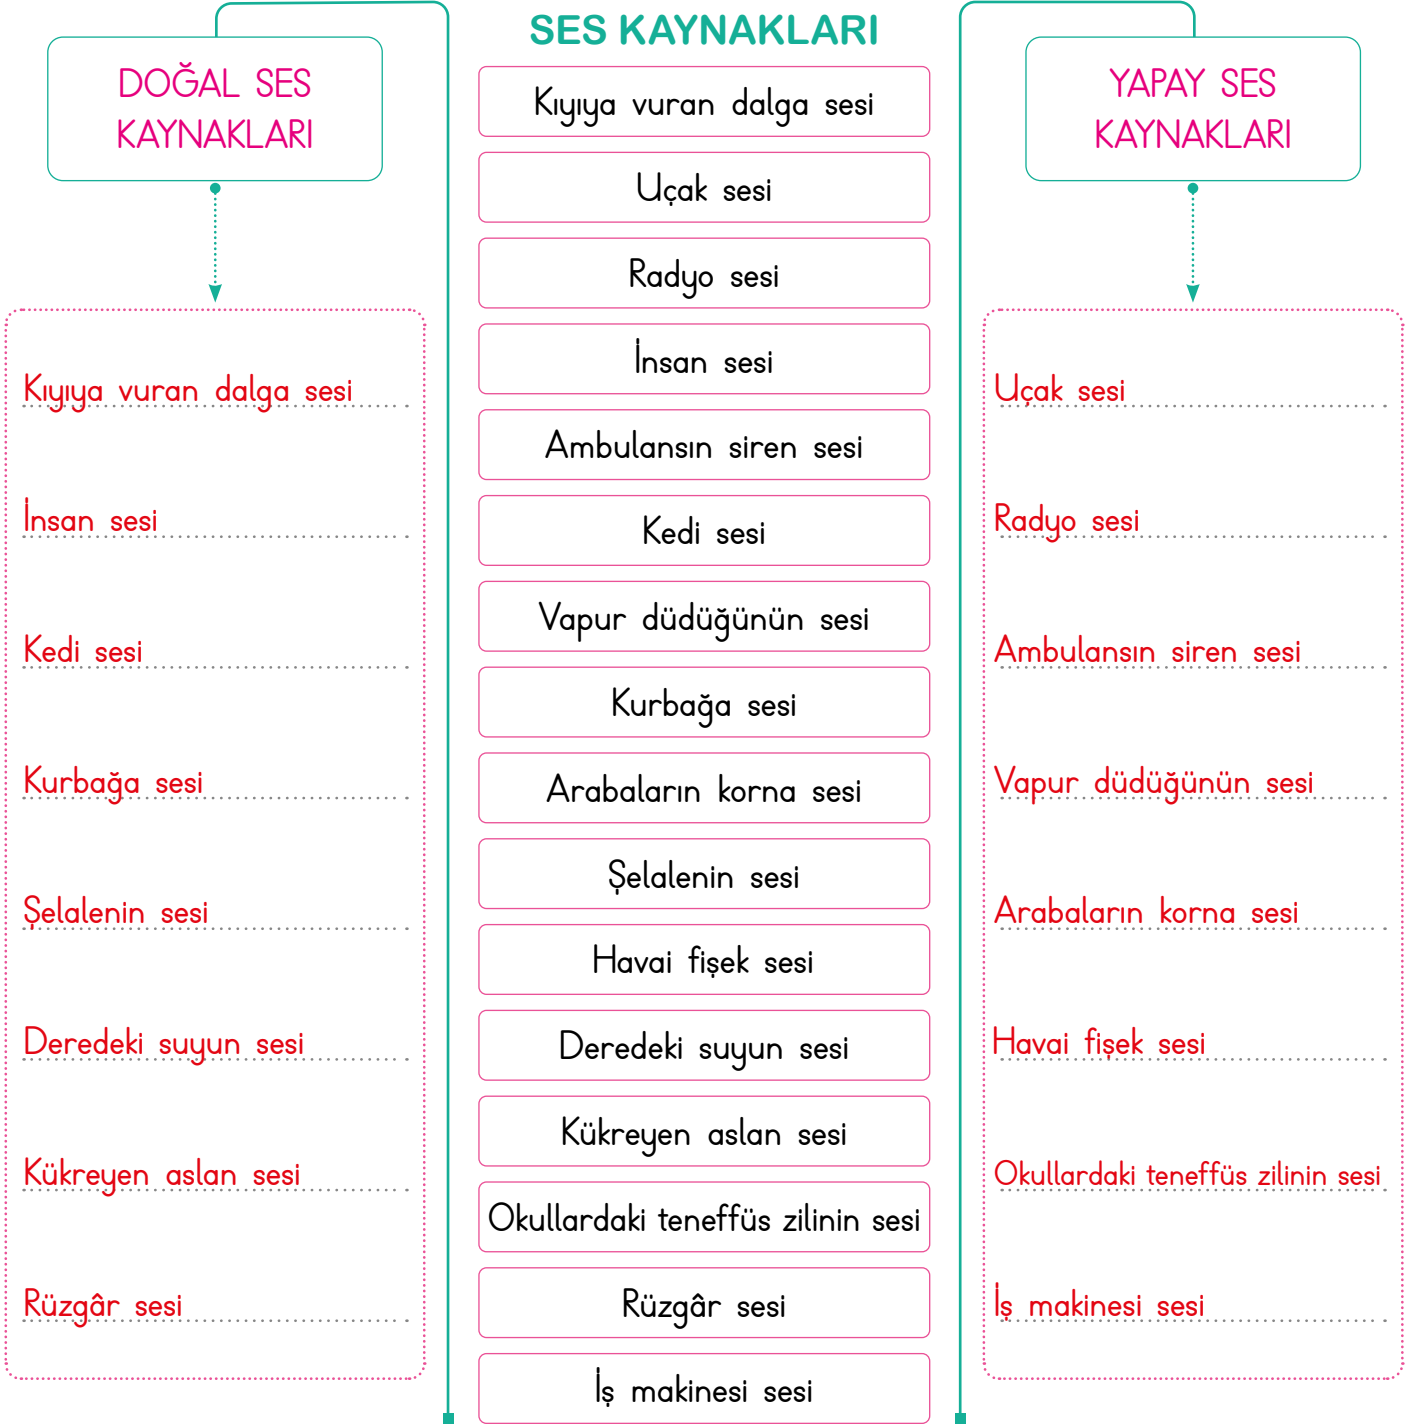 DOĞAL SES
KAYNAKLARI
Kıyıya vuran dalga sesi
İnsan sesi
Kedi sesi
Kurbağa sesi
Şelalenin sesi
Deredeki suyun sesi
Kükreyen aslan sesi
Rüzgâr sesi
SES KAYNAKLARI
Kıyıya vuran dalga sesi
Uçak sesi
Radyo sesi
İnsan sesi
Ambulansın siren sesi
Kedi sesi
Vapur düdüğünün sesi
Kurbağa sesi
Arabaların korna sesi
Şelalenin sesi
Havai fişek sesi
Deredeki suyun sesi
Kükreyen aslan sesi
Okullardaki teneffüs zilinin sesi
Rüzgâr sesi
İş makinesi sesi
YAPAY SES
KAYNAKLARI
Uçak sesi
Radyo sesi
Ambulansın siren sesi
Vapur düdüğünün sesi
Arabaların korna sesi
Havai fişek sesi
Okullardaki teneffüs zilinin sesi
İş makinesi sesi